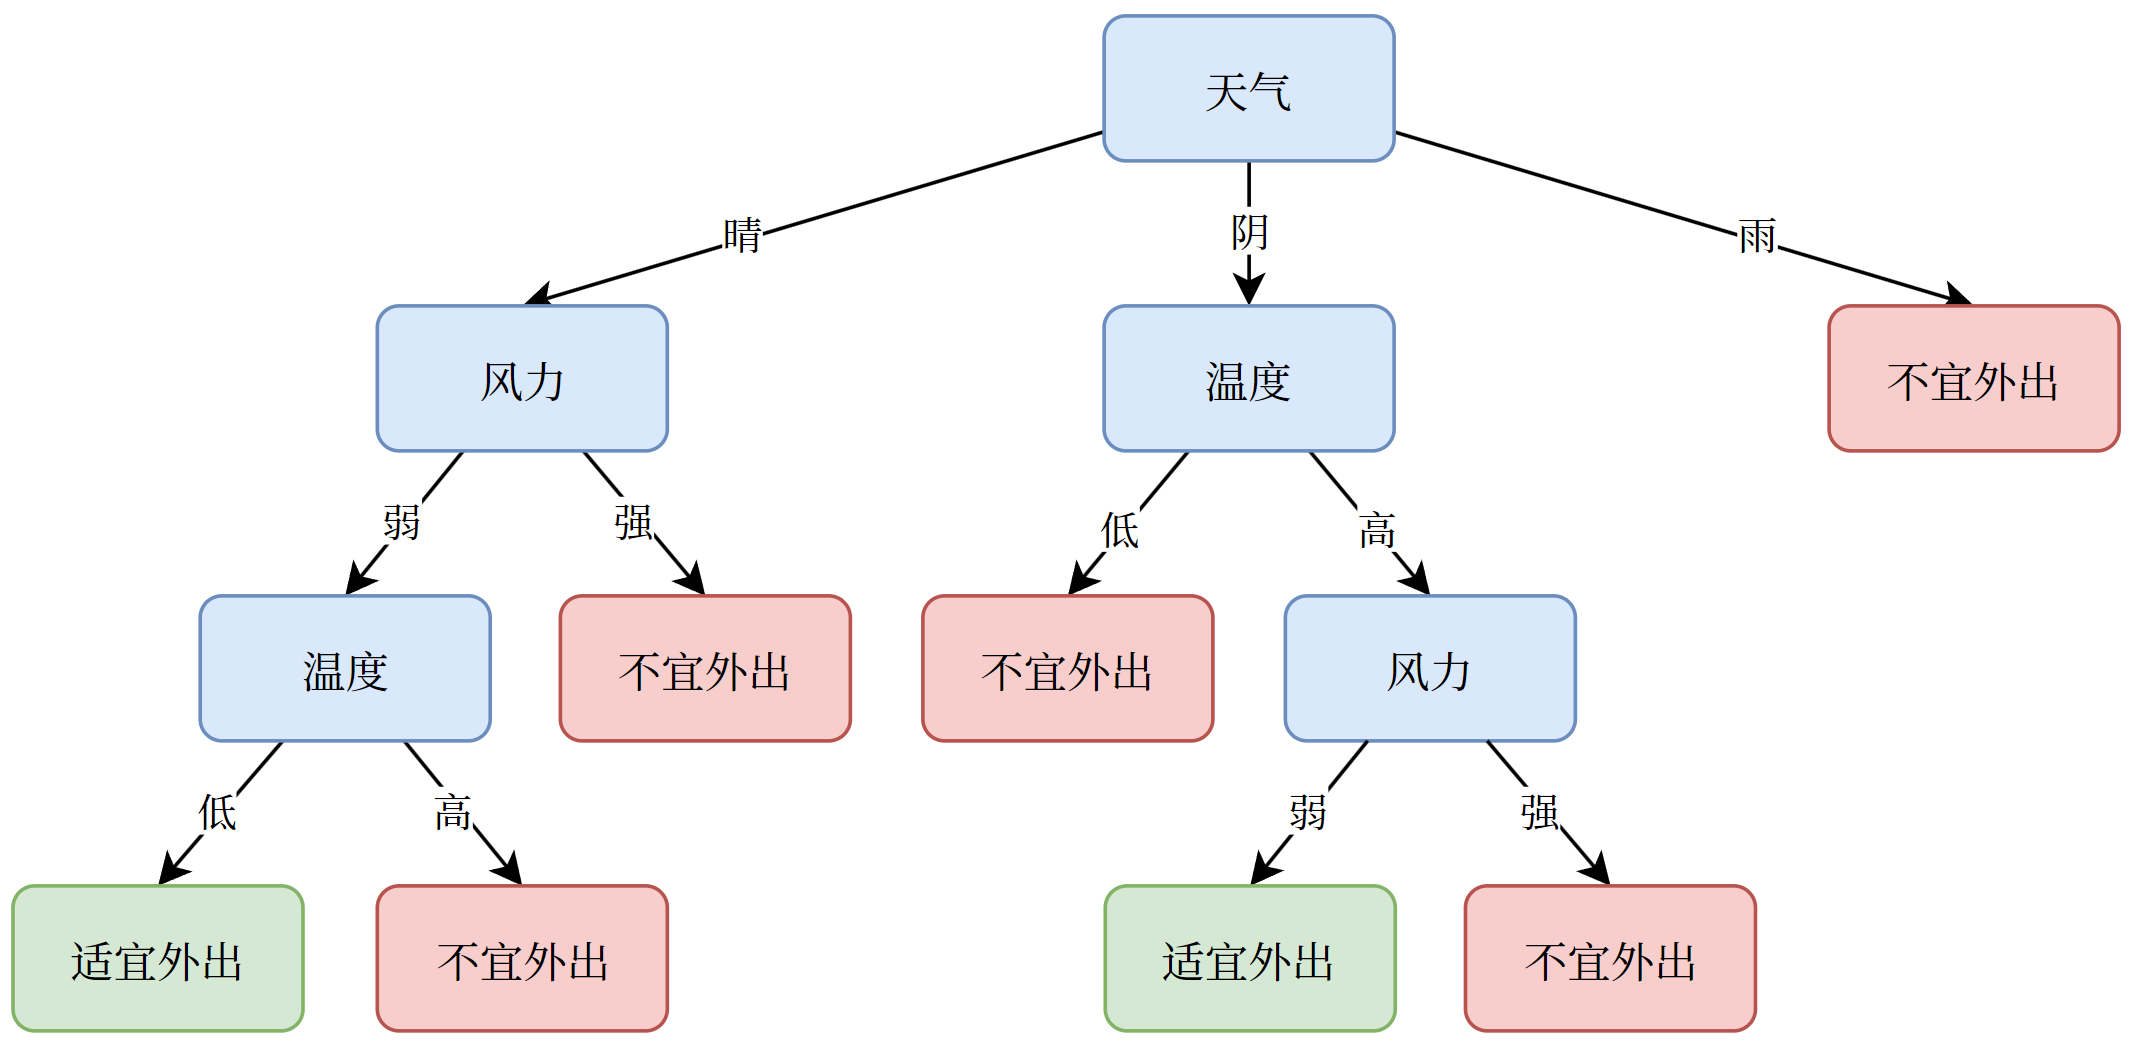 天气
晴
阴
雨
风力
温度
不宜外出
弱
强
低
高
温度
不宜外出
不宜外出
风力
低
高
弱
强
适宜外出
不宜外出
适宜外出
不宜外出